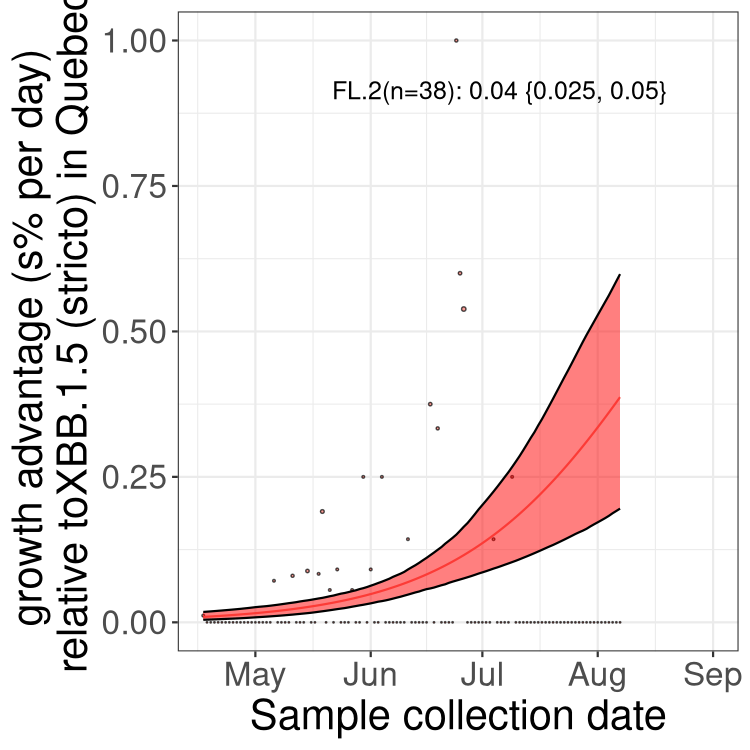 growth advantage (s% per day)
relative toXBB.1.5 (stricto) in Quebec
1.00
0.75
0.50
0.25
0.00
FL.2(n=38): 0.04 {0.025, 0.05}
May Jun Jul Aug Sep
Sample collection date